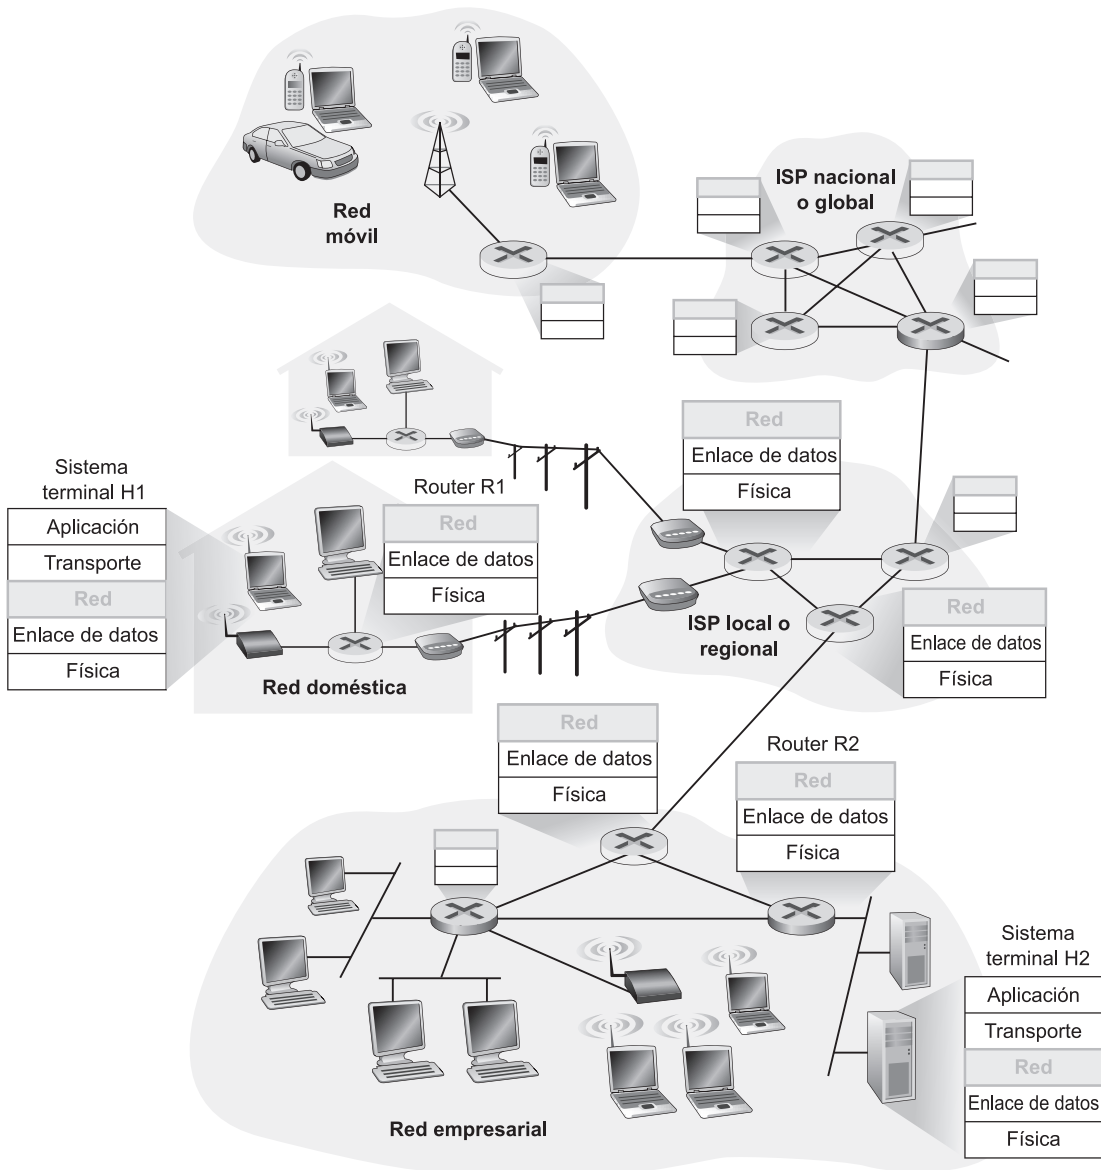 ISP nacional
o global
Red
móvil
Red
Enlace de datos
Física
Sistema
terminal H1
Aplicación
Transporte
Red
Enlace de datos
Física
Router R1
Red
Enlace de datos
Física
ISP local o
regional
Red
Enlace de datos
Física
Red doméstica
Red
Enlace de datos
Física
Router R2
Red
Enlace de datos
Física
Sistema
terminal H2
Aplicación
Transporte
Red
Enlace de datos
Física
Red empresarial